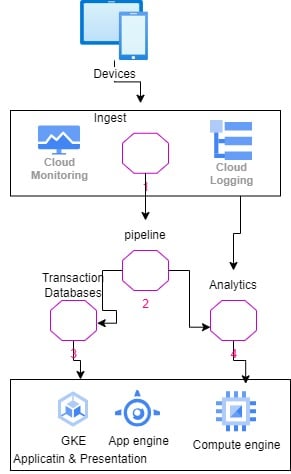 Devices
Ingest
Cloud
Monitoring
Cloud
Logging
1
pipeline
Transaction
Databases
2
Analytics
3
4
GKE
App engine
Compute engine
Applicatin & Presentation